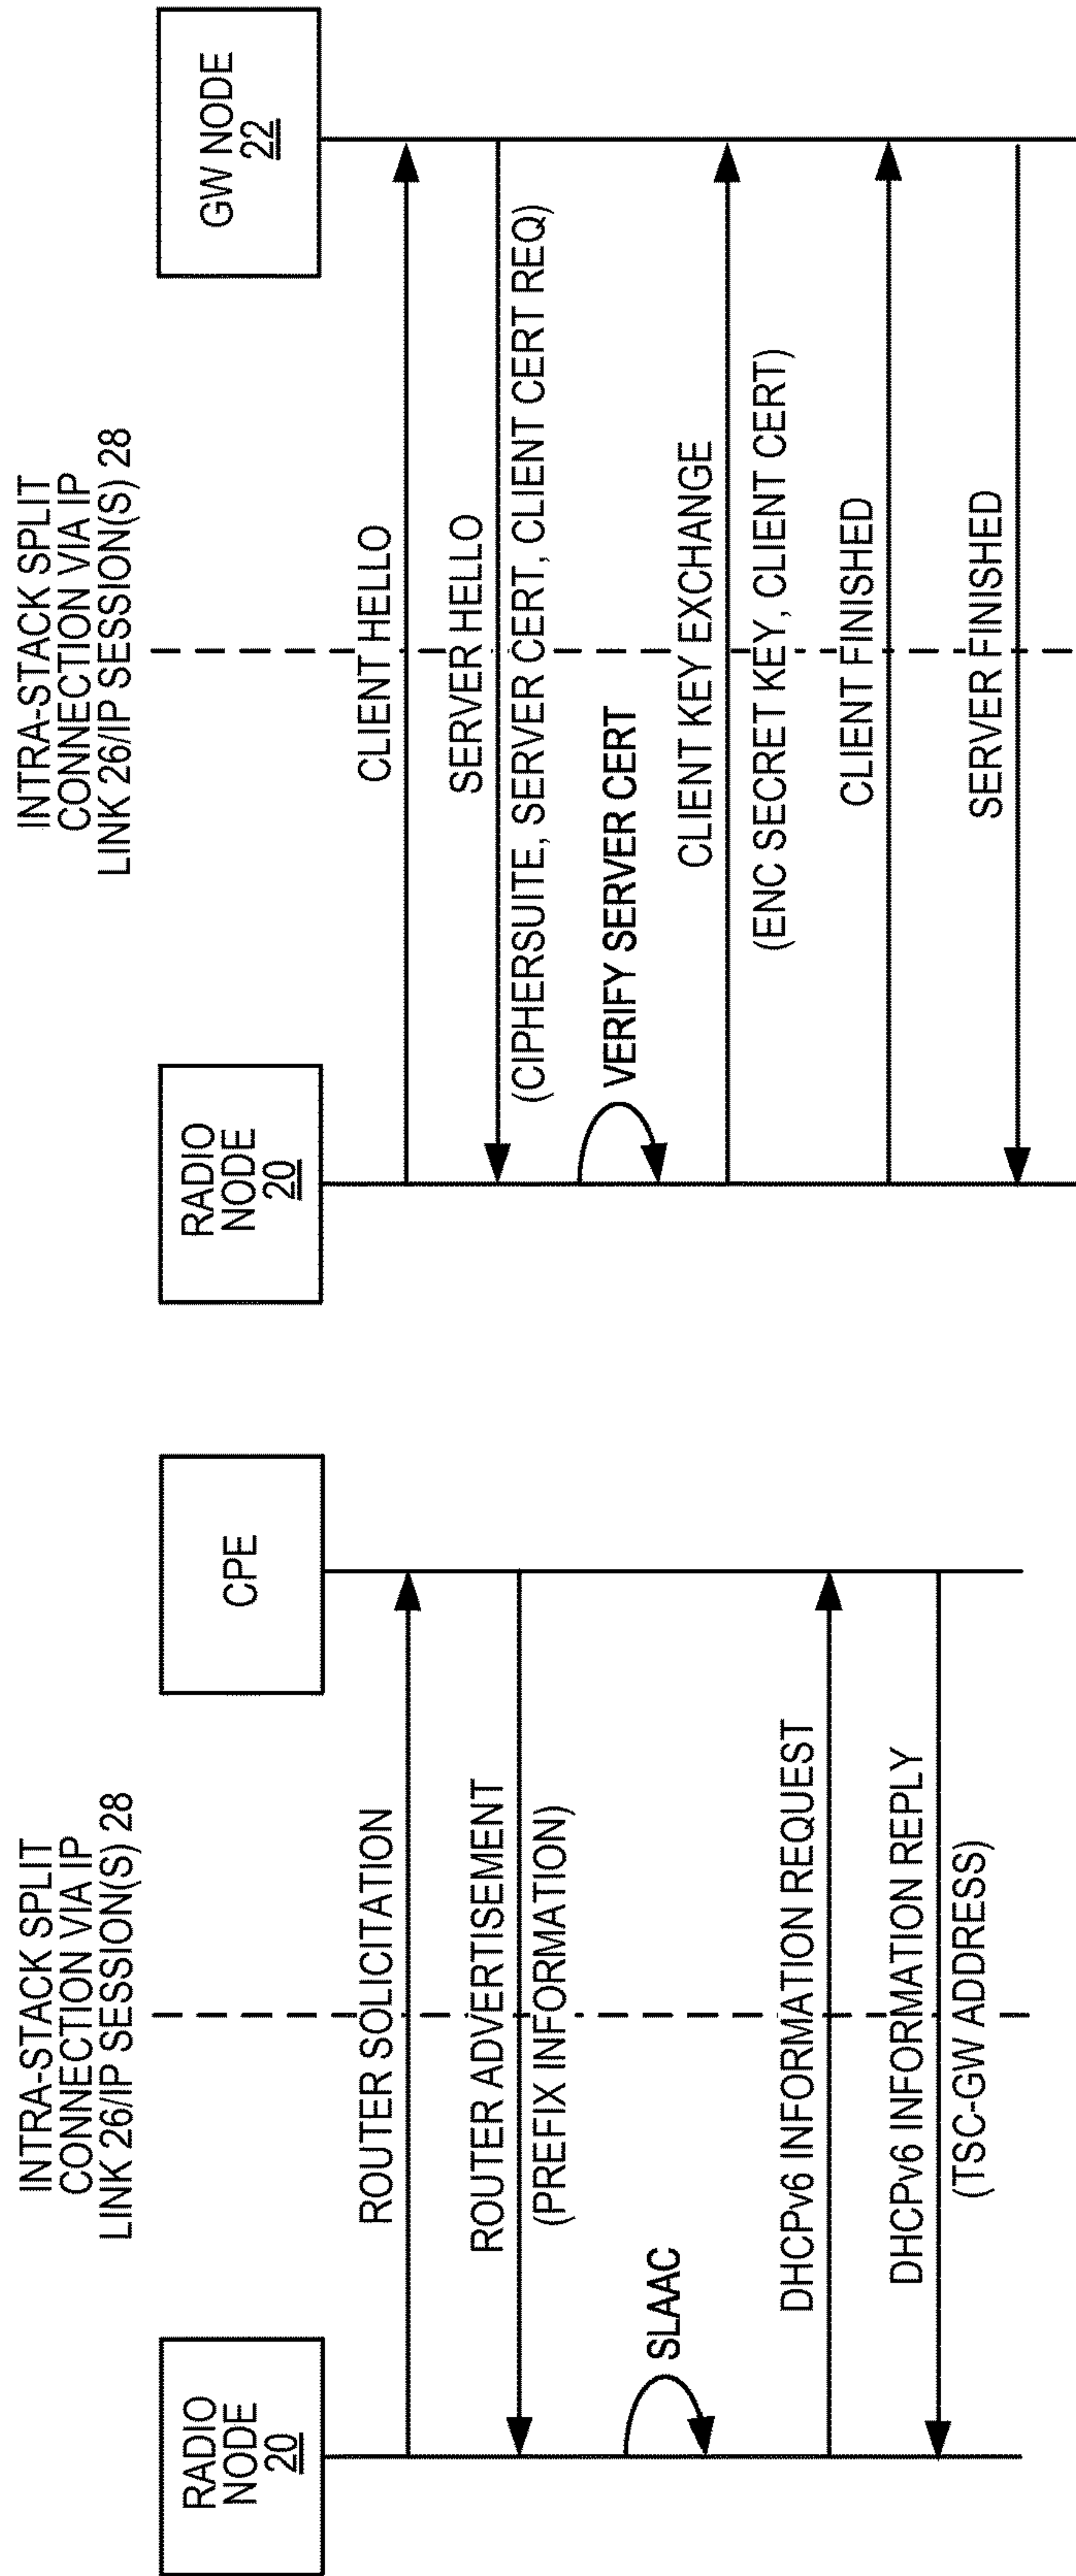 INTRA-STACK SPLIT
CONNECTION VIA IP
LINK 26/IP SESSION(S) 28
RADIO
NODE
20
CPE
ROUTER SOLICITATION
ROUTER ADVERTISEMENT
(PREFIX INFORMATION)
SLAAC
DHCPv6 INFORMATION REQUEST
DHCPv6 INFORMATION REPLY
(TSC-GW ADDRESS)
INTRA-STACK SPLIT
CONNECTION VIA IP
LINK 26/IP SESSION(S) 28
RADIO
NODE
20
GW NODE
22
CLIENT HELLO
SERVER HELLO
(CIPHERSUITE, SERVER CERT, CLIENT CERT REQ)
VERIFY SERVER CERT
CLIENT KEY EXCHANGE
(ENC SECRET KEY, CLIENT CERT)
CLIENT FINISHED
SERVER FINISHED